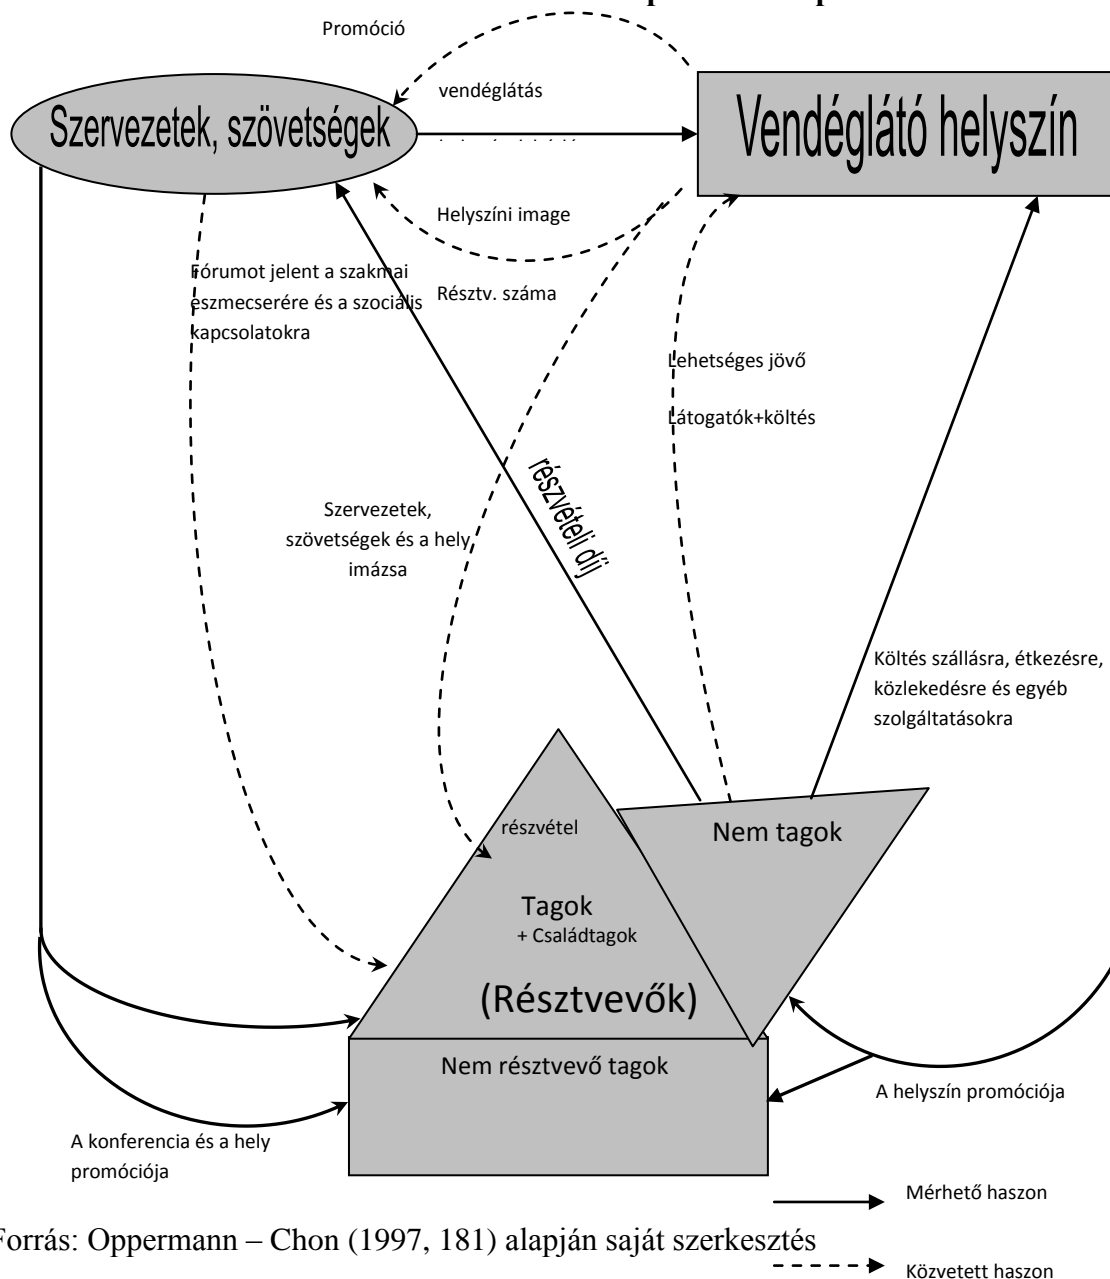 Promóció
vendéglátás
Szervezetek, szövetségek
Vendéglátó helyszín
Helyszíni image
Fórumot jelent a szakmai
eszmecserére és a szociális
kapcsolatokra
Résztv. száma
Lehetséges jövő
Látogatók+költés
részvételi díj
Szervezetek,
szövetségek és a hely
imázsa
Költés szállásra, étkezésre,
közlekedésre és egyéb
szolgáltatásokra
részvétel
Nem tagok
Tagok
+ Családtagok
(Résztvevők)
Nem résztvevő tagok
A helyszín promóciója
A konferencia és a hely
promóciója
Mérhető haszon
Forrás: Oppermann – Chon (1997, 181) alapján saját szerkesztés
Közvetett haszon